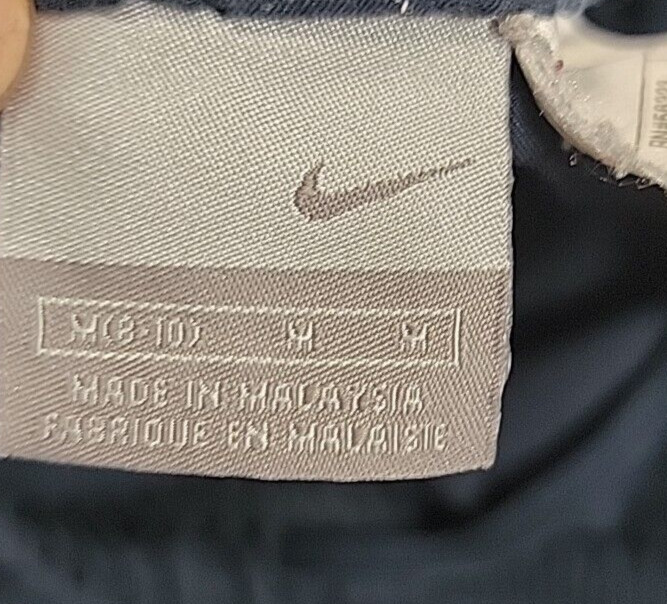 M(8-10) M M
MADE IN MALAYSIA
FABRIQUE EN MALAISIE